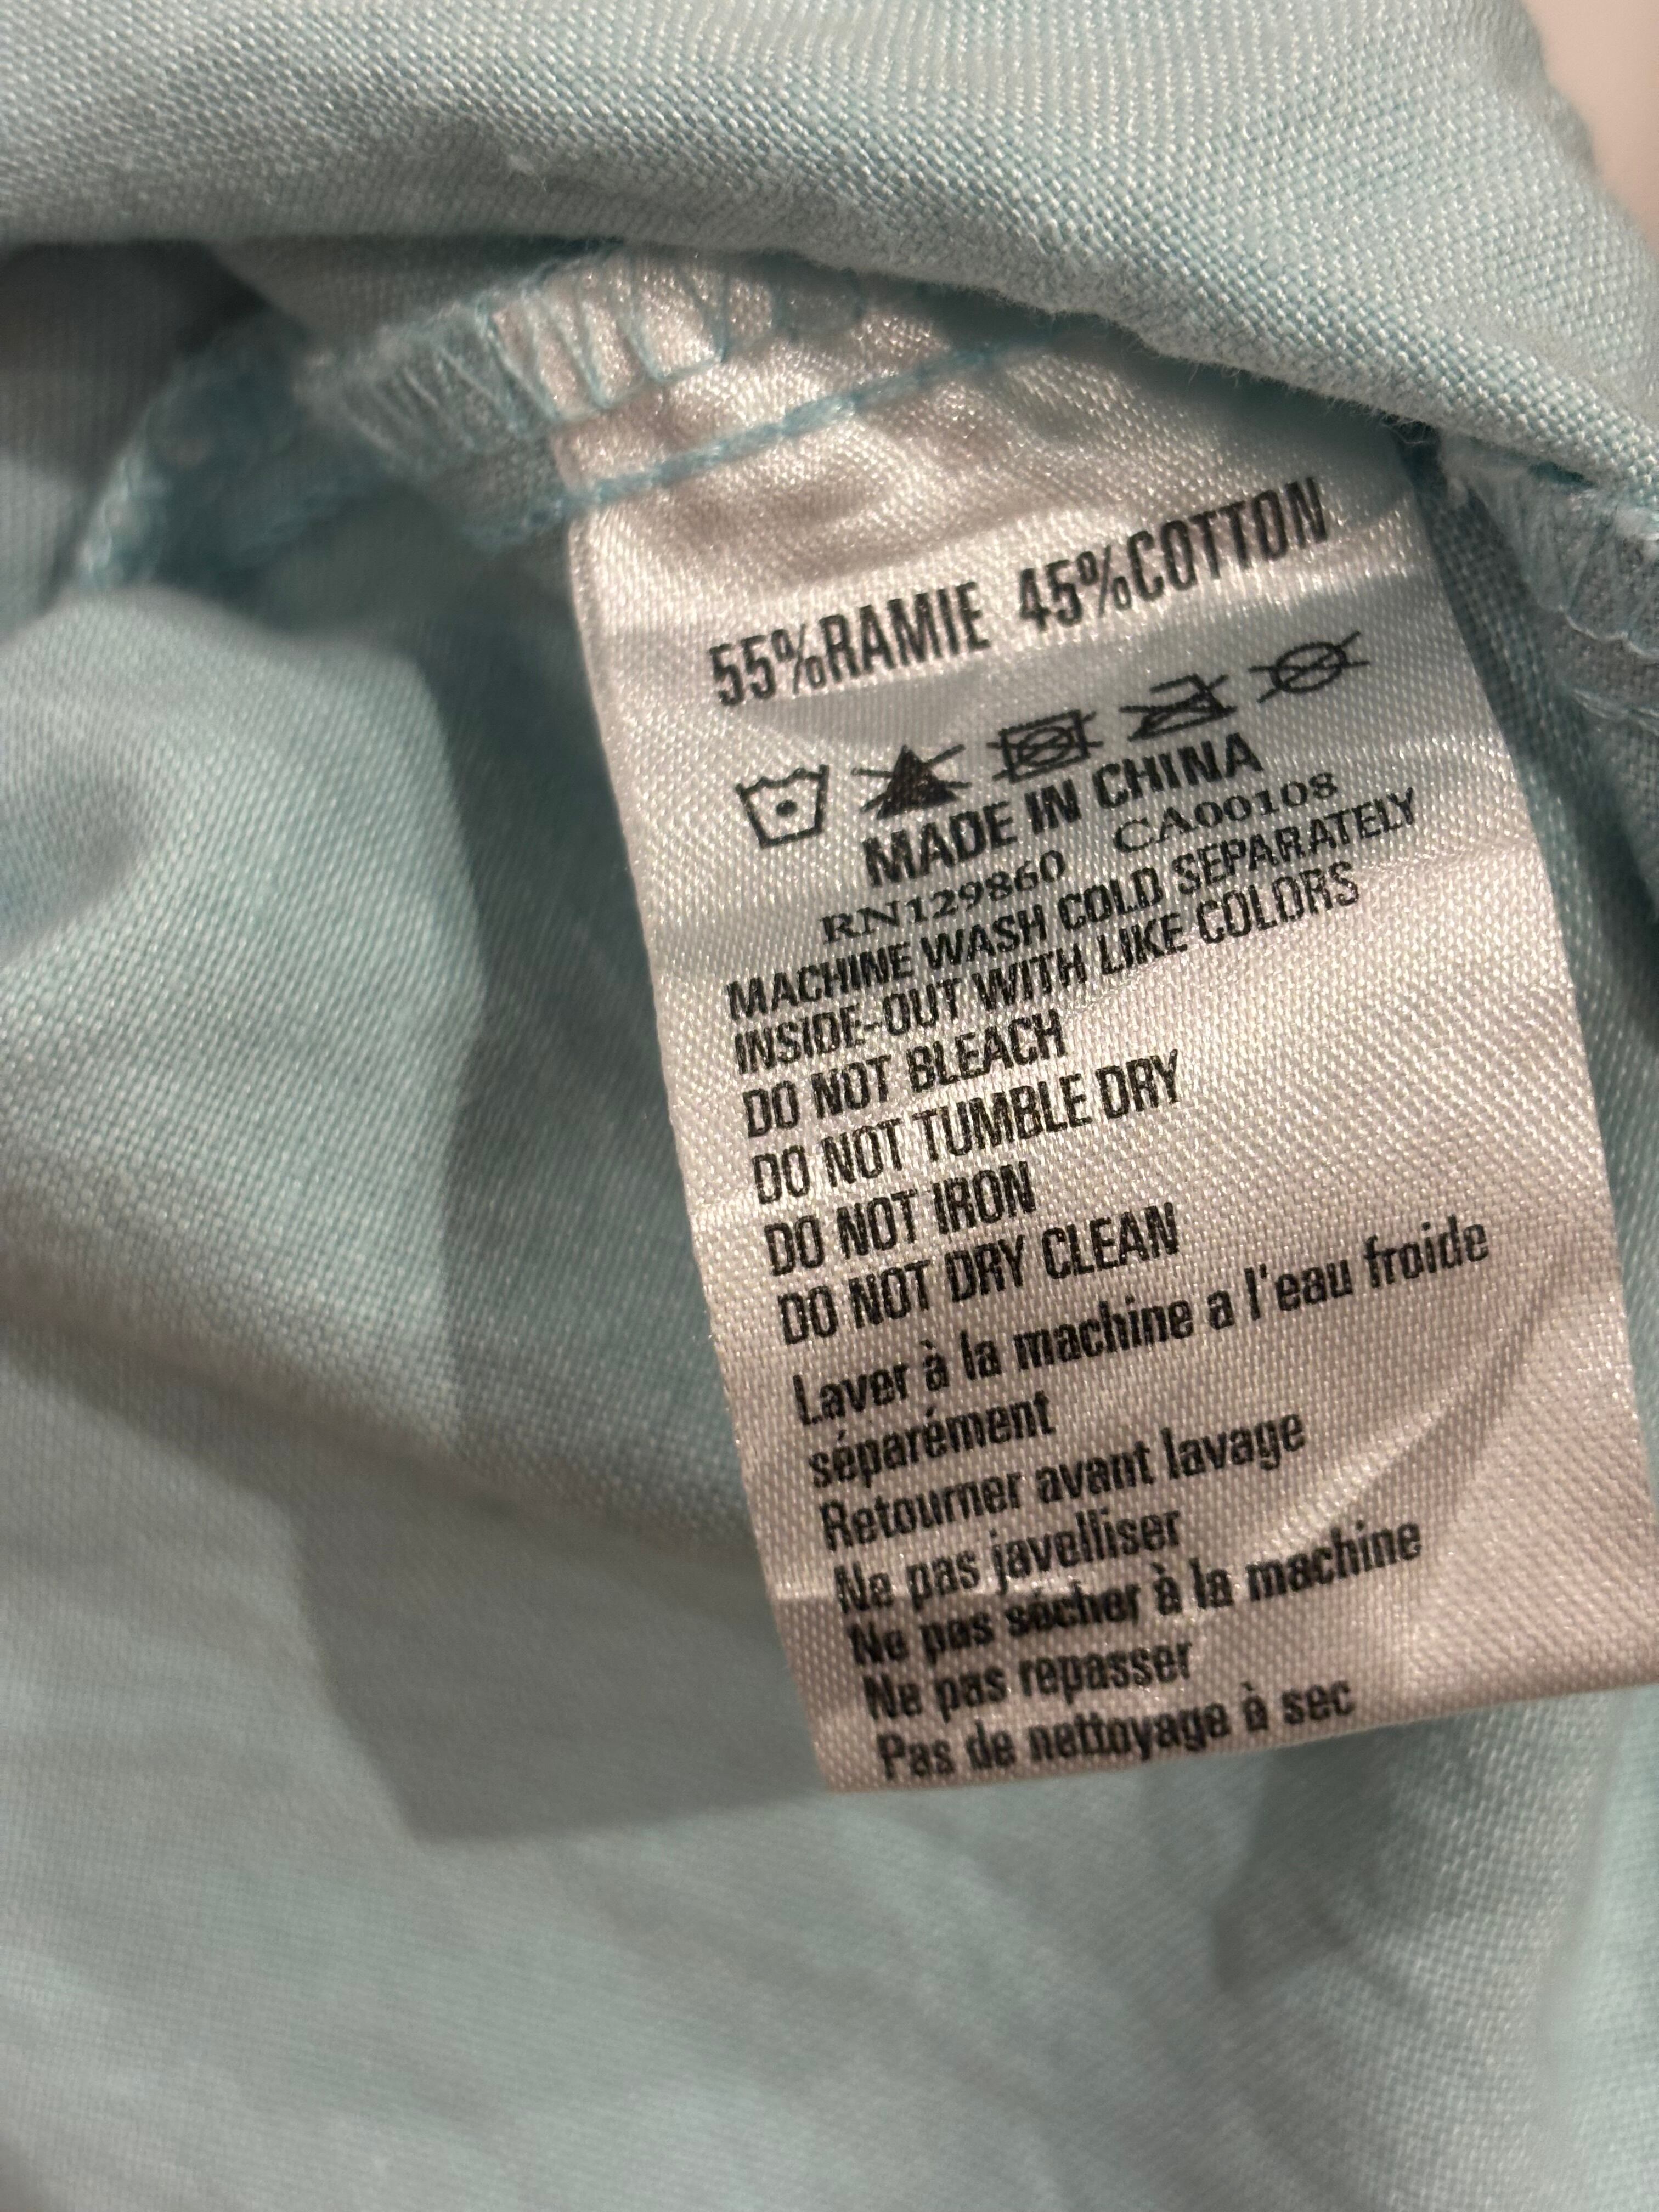 55%RAMIE 45%COTTON
MADE IN CHINA
RN129860 CA00108
MACHINE WASH COLD SEPARATELY
INSIDE-OUT WITH LIKE COLORS
DO NOT BLEACH
DO NOT TUMBLE DRY
DO NOT IRON
DO NOT DRY CLEAN
Laver à la machine a l'eau froide
séparément
Retourner avant lavage
Ne pas javelliser
Ne pas sécher à la machine
Ne pas repasser
Pas de nettoyage à sec